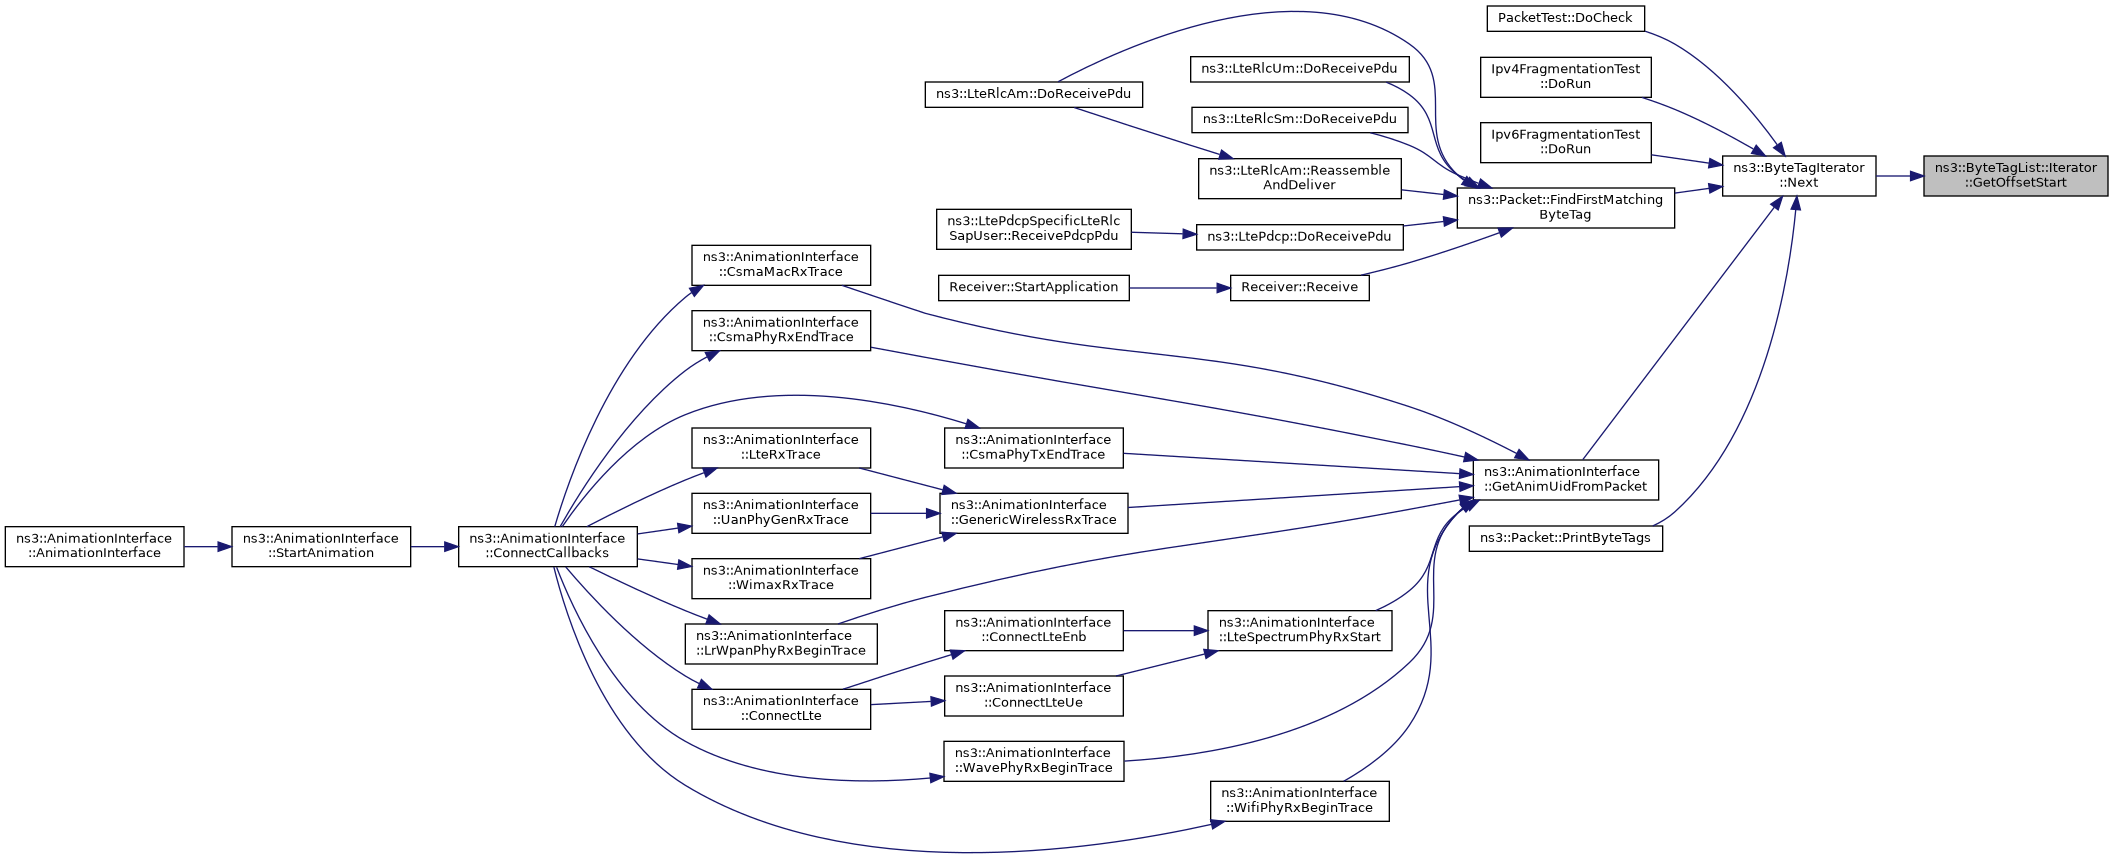 PacketTest::DoCheck
Ipv4FragmentationTest
::DoRun
ns3::LteRlcUm::DoReceivePdu
ns3::LteRlcAm::DoReceivePdu
ns3::LteRlcSm::DoReceivePdu
Ipv6FragmentationTest
::DoRun
ns3::LteRlcAm::Reassemble
AndDeliver
ns3::ByteTagIterator
::Next
ns3::ByteTagList::Iterator
::GetOffsetStart
ns3::Packet::FindFirstMatching
ByteTag
ns3::LtePdcpSpecificLteRlc
SapUser::ReceivePdcpPdu
ns3::LtePdcp::DoReceivePdu
ns3::AnimationInterface
::CsmaMacRxTrace
Receiver::StartApplication
Receiver::Receive
ns3::AnimationInterface
::CsmaPhyRxEndTrace
ns3::AnimationInterface
::LteRxTrace
ns3::AnimationInterface
::CsmaPhyTxEndTrace
ns3::AnimationInterface
::GetAnimUidFromPacket
ns3::AnimationInterface
::UanPhyGenRxTrace
ns3::AnimationInterface
::GenericWirelessRxTrace
ns3::Packet::PrintByteTags
ns3::AnimationInterface
::AnimationInterface
ns3::AnimationInterface
::StartAnimation
ns3::AnimationInterface
::ConnectCallbacks
ns3::AnimationInterface
::WimaxRxTrace
ns3::AnimationInterface
::LrWpanPhyRxBeginTrace
ns3::AnimationInterface
::ConnectLteEnb
ns3::AnimationInterface
::LteSpectrumPhyRxStart
ns3::AnimationInterface
::ConnectLte
ns3::AnimationInterface
::ConnectLteUe
ns3::AnimationInterface
::WavePhyRxBeginTrace
ns3::AnimationInterface
::WifiPhyRxBeginTrace